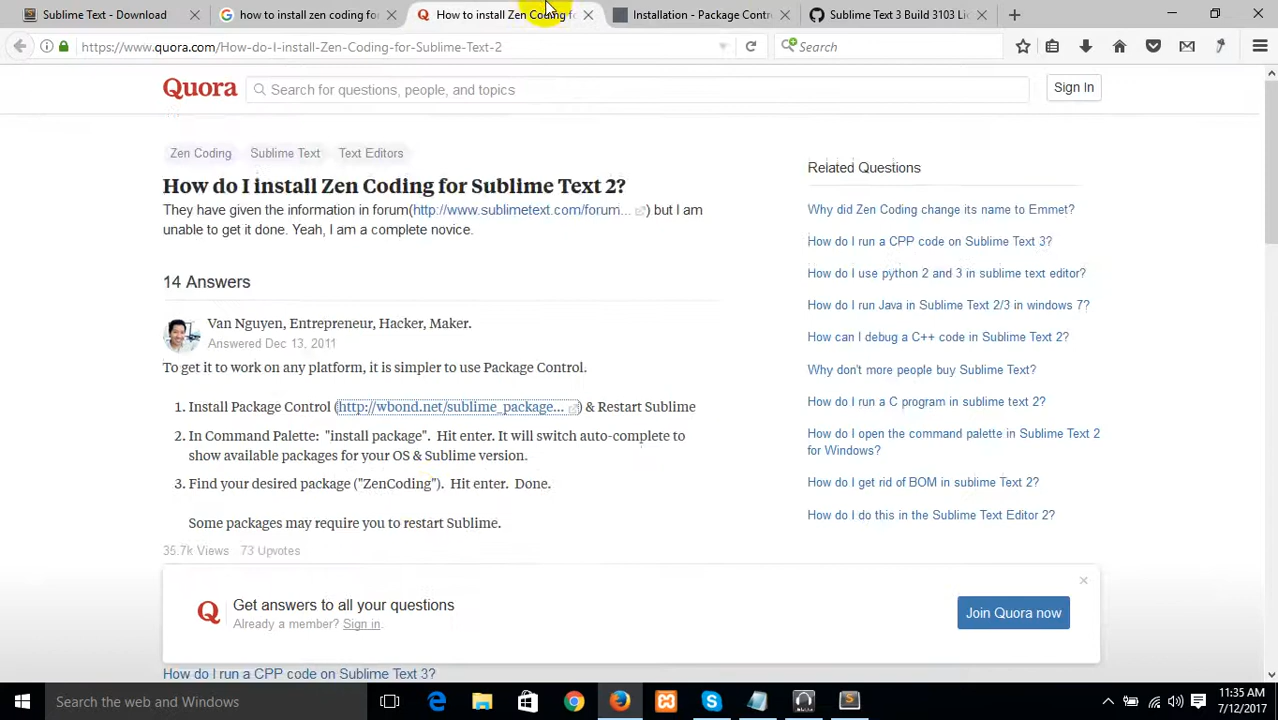 Sublime Text - Download
how to install zen coding for
How to install Zen Coding fo
Installation - Package Contr
Sublime Text 3 Build 3103 Lic
https://www.quora.com/How-do-I-install-Zen-Coding-for-Sublime-Text-2
Search
Quora
Search for questions, people, and topics
Sign In
Zen Coding Sublime Text Text Editors
How do I install Zen Coding for Sublime Text 2?
They have given the information in forum(http://www.sublimetext.com/forum... ) but I am
unable to get it done. Yeah, I am a complete novice.
14 Answers
Van Nguyen, Entrepreneur, Hacker, Maker.
Answered Dec 13, 2011
To get it to work on any platform, it is simpler to use Package Control.
1. Install Package Control (http://wbond.net/sublime_package... ) & Restart Sublime
2. In Command Palette: "install package". Hit enter. It will switch auto-complete to
show available packages for your OS & Sublime version.
3. Find your desired package ("ZenCoding"). Hit enter. Done.
Some packages may require you to restart Sublime.
35.7k Views 73 Upvotes
Related Questions
Why did Zen Coding change its name to Emmet?
How do I run a CPP code on Sublime Text 3?
How do I use python 2 and 3 in sublime text editor?
How do I run Java in Sublime Text 2/3 in windows 7?
How can I debug a C++ code in Sublime Text 2?
Why don't more people buy Sublime Text?
How do I run a C program in sublime text 2?
How do I open the command palette in Sublime Text 2
for Windows?
How do I get rid of BOM in sublime Text 2?
How do I do this in the Sublime Text Editor 2?
Get answers to all your questions
Already a member? Sign in.
Join Quora now
How do I run a CPP code on Sublime Text 3?
Search the web and Windows
11:35 AM
7/12/2017